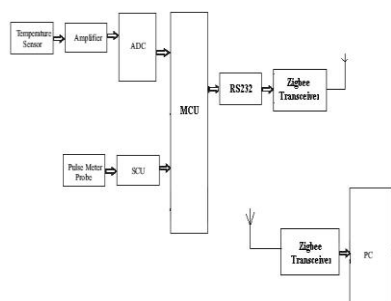 Temperature
Sensor
Amplifier
ADC
MCU
RS232
Zigbee
Transceiver
Pulse Meter
Probe
SCU
Zigbee
Transceiver
PC